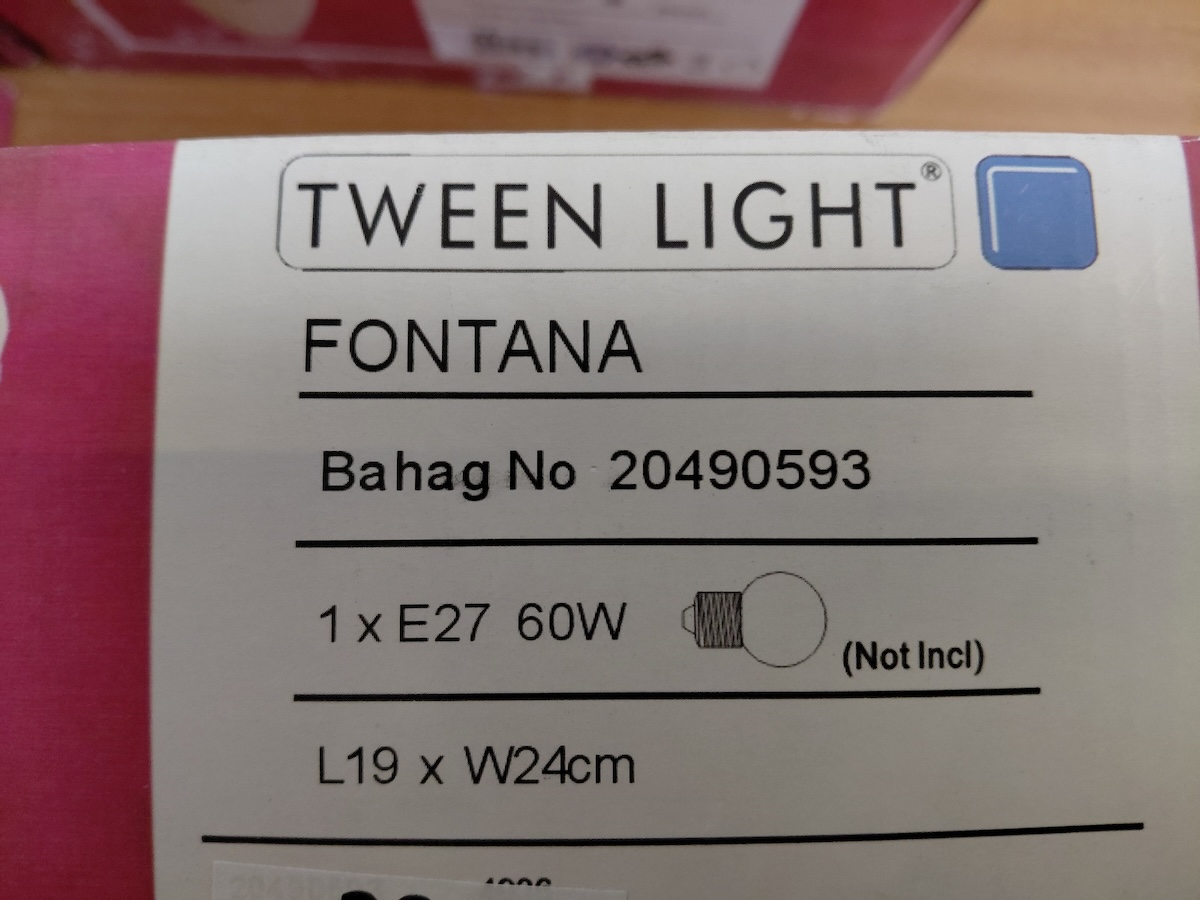 TWEEN LIGHT®
FONTANA
Bahag No 20490593
1 x E27 60W
(Not Incl)
L19 x W24cm